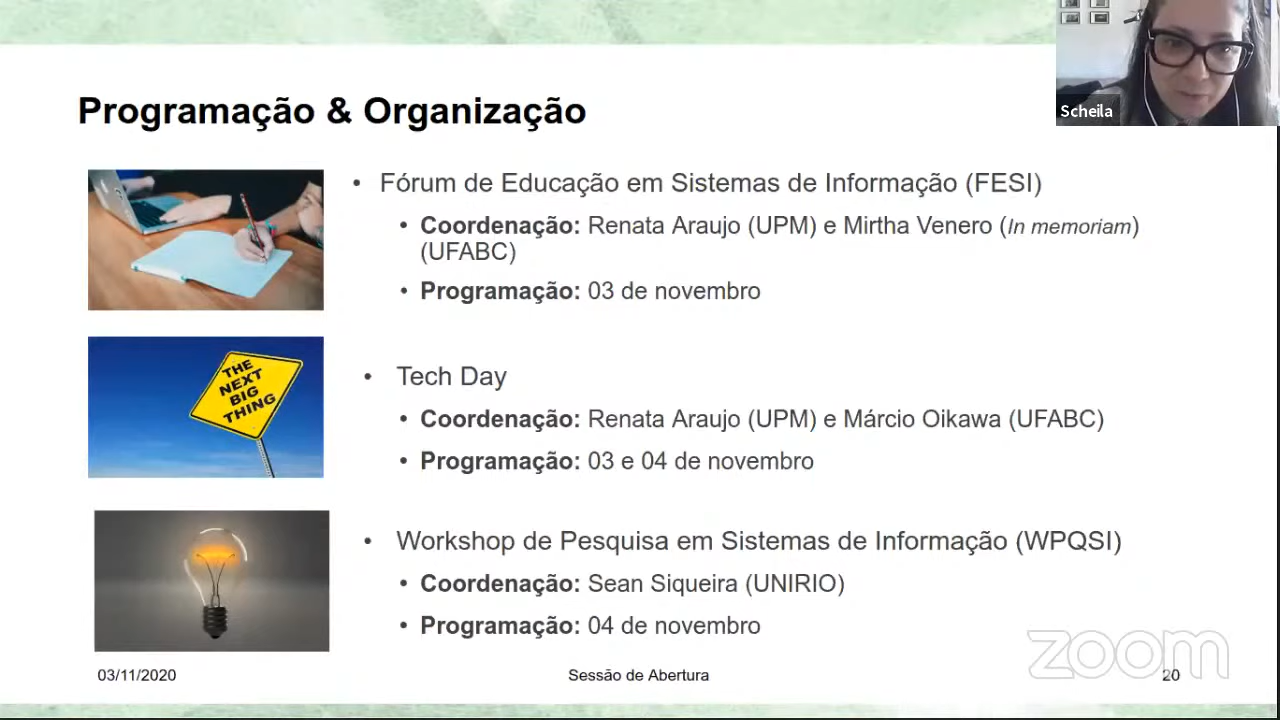 Scheila
Programação & Organização
• Fórum de Educação em Sistemas de Informação (FESI)
• Coordenação: Renata Araujo (UPM) e Mirtha Venero (In memoriam)
(UFABC)
• Programação: 03 de novembro
THE
NEXT
BIG
THING
• Tech Day
• Coordenação: Renata Araujo (UPM) e Márcio Oikawa (UFABC)
• Programação: 03 e 04 de novembro
• Workshop de Pesquisa em Sistemas de Informação (WPQSI)
• Coordenação: Sean Siqueira (UNIRIO)
• Programação: 04 de novembro
zoom
03/11/2020
Sessão de Abertura
20